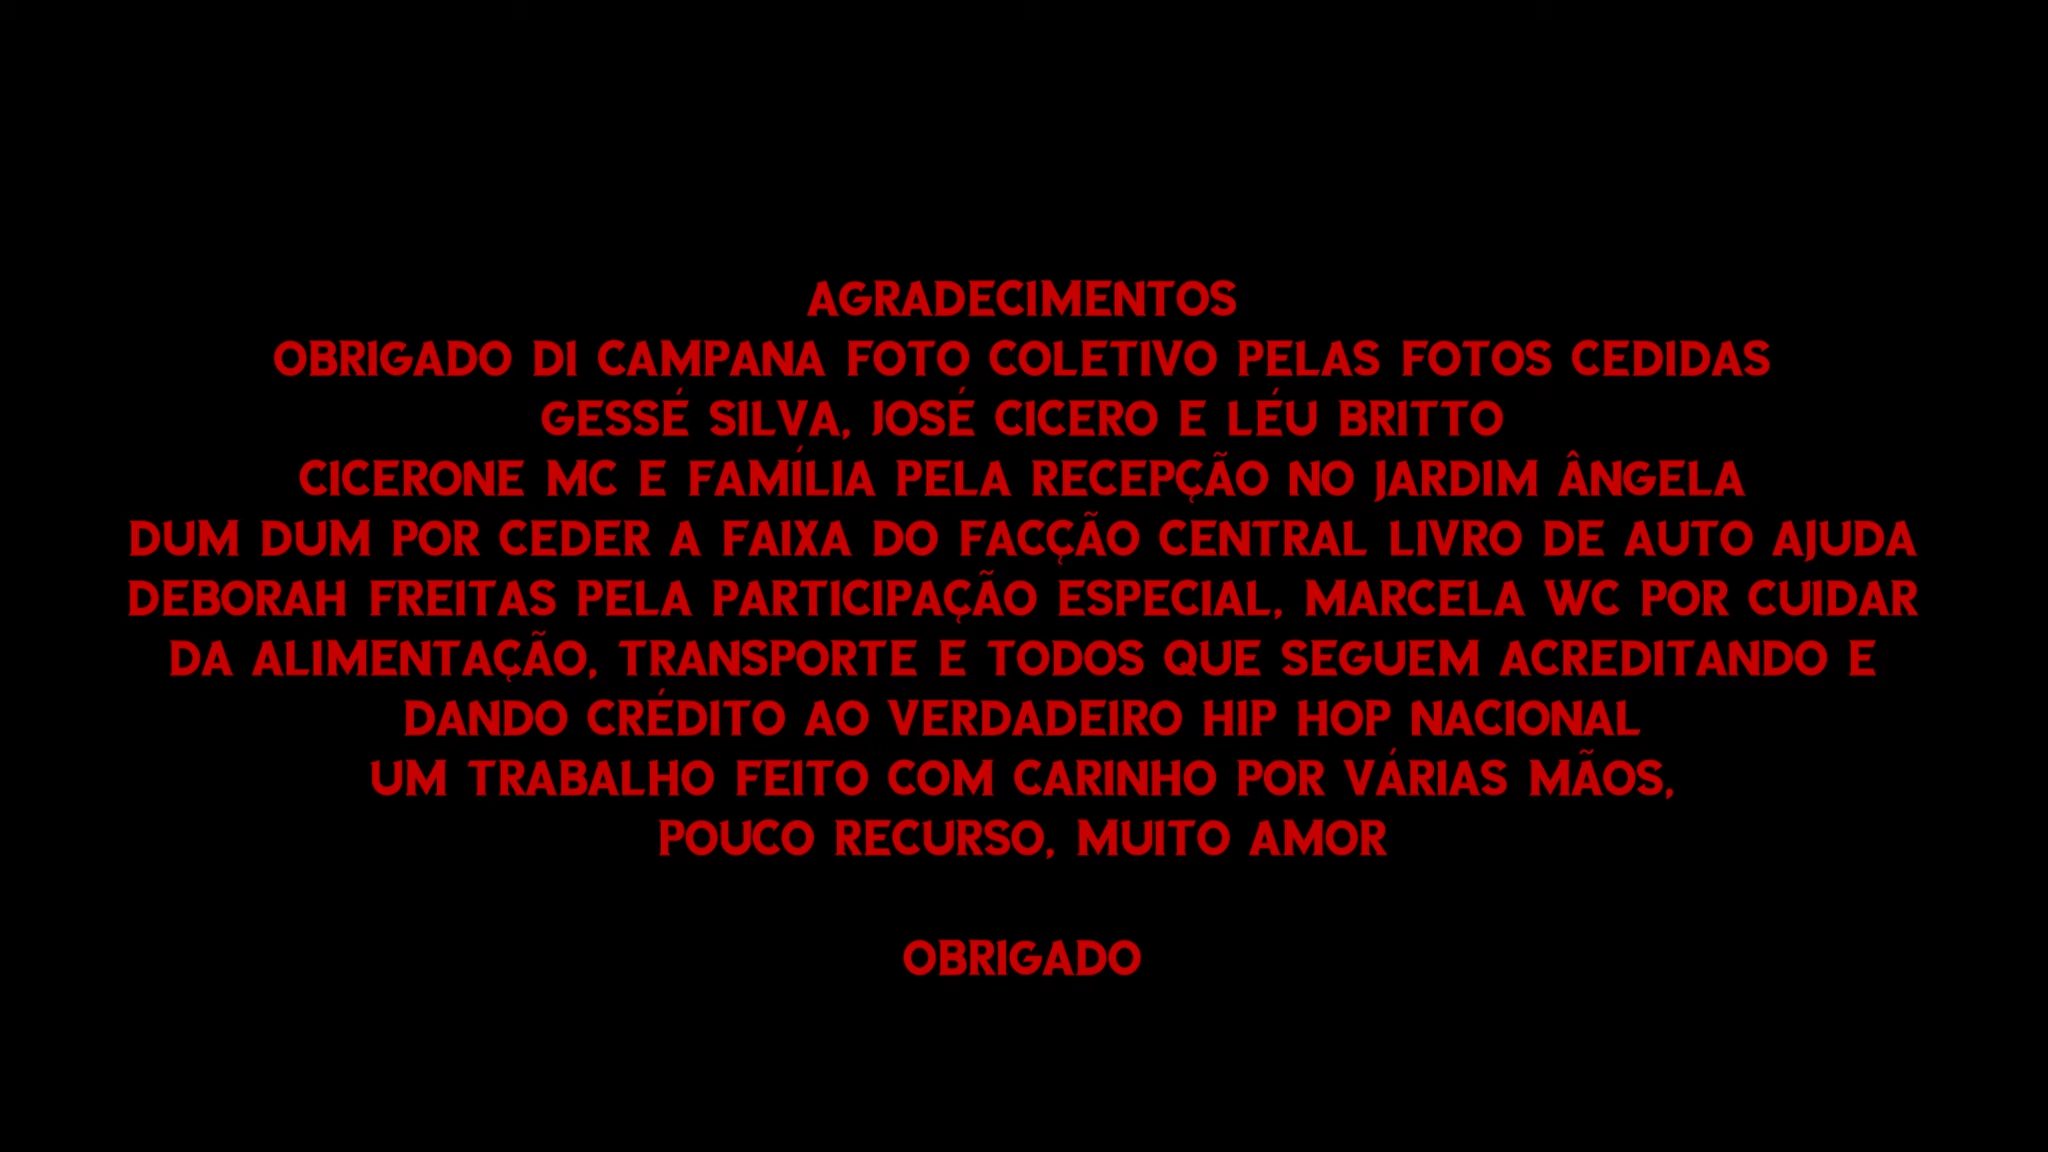 AGRADECIMENTOS
OBRIGADO DI CAMPANA FOTO COLETIVO PELAS FOTOS CEDIDAS
GESSÉ SILVA, JOSÉ CICERO E LÉU BRITTO
CICERONE MC E FAMÍLIA PELA RECEPÇÃO NO JARDIM ÂNGELA
DUM DUM POR CEDER A FAIXA DO FACÇÃO CENTRAL LIVRO DE AUTO AJUDA
DEBORAH FREITAS PELA PARTICIPAÇÃO ESPECIAL, MARCELA WC POR CUIDAR
DA ALIMENTAÇÃO, TRANSPORTE E TODOS QUE SEGUEM ACREDITANDO E
DANDO CRÉDITO AO VERDADEIRO HIP HOP NACIONAL
UM TRABALHO FEITO COM CARINHO POR VÁRIAS MÃOS,
POUCO RECURSO, MUITO AMOR
OBRIGADO